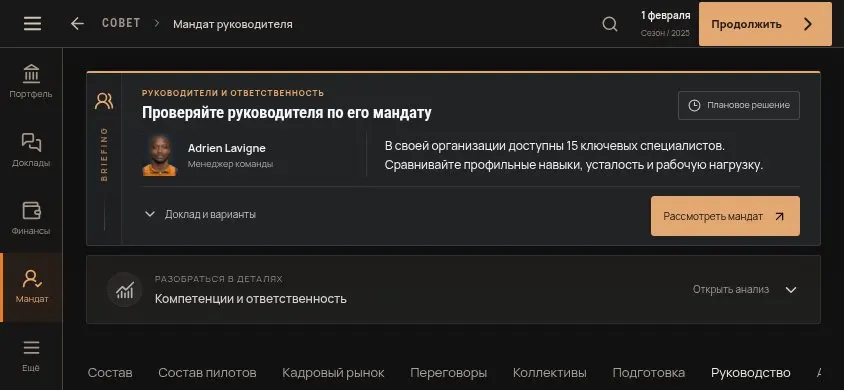 СОВЕТ
Мандат руководителя
1 февраля
Сезон / 2025
Продолжить
Портфель
Доклады
Финансы
Мандат
Ещё
BRIEFING
РУКОВОДИТЕЛИ И ОТВЕТСТВЕННОСТЬ
Проверяйте руководителя по его мандату
Плановое решение
Adrien Lavigne
Менеджер команды
В своей организации доступны 15 ключевых специалистов.
Сравнивайте профильные навыки, усталость и рабочую нагрузку.
Доклад и варианты
Рассмотреть мандат
РАЗОБРАТЬСЯ В ДЕТАЛЯХ
Компетенции и ответственность
Открыть анализ
Состав Состав пилотов Кадровый рынок Переговоры Коллективы Подготовка Руководство